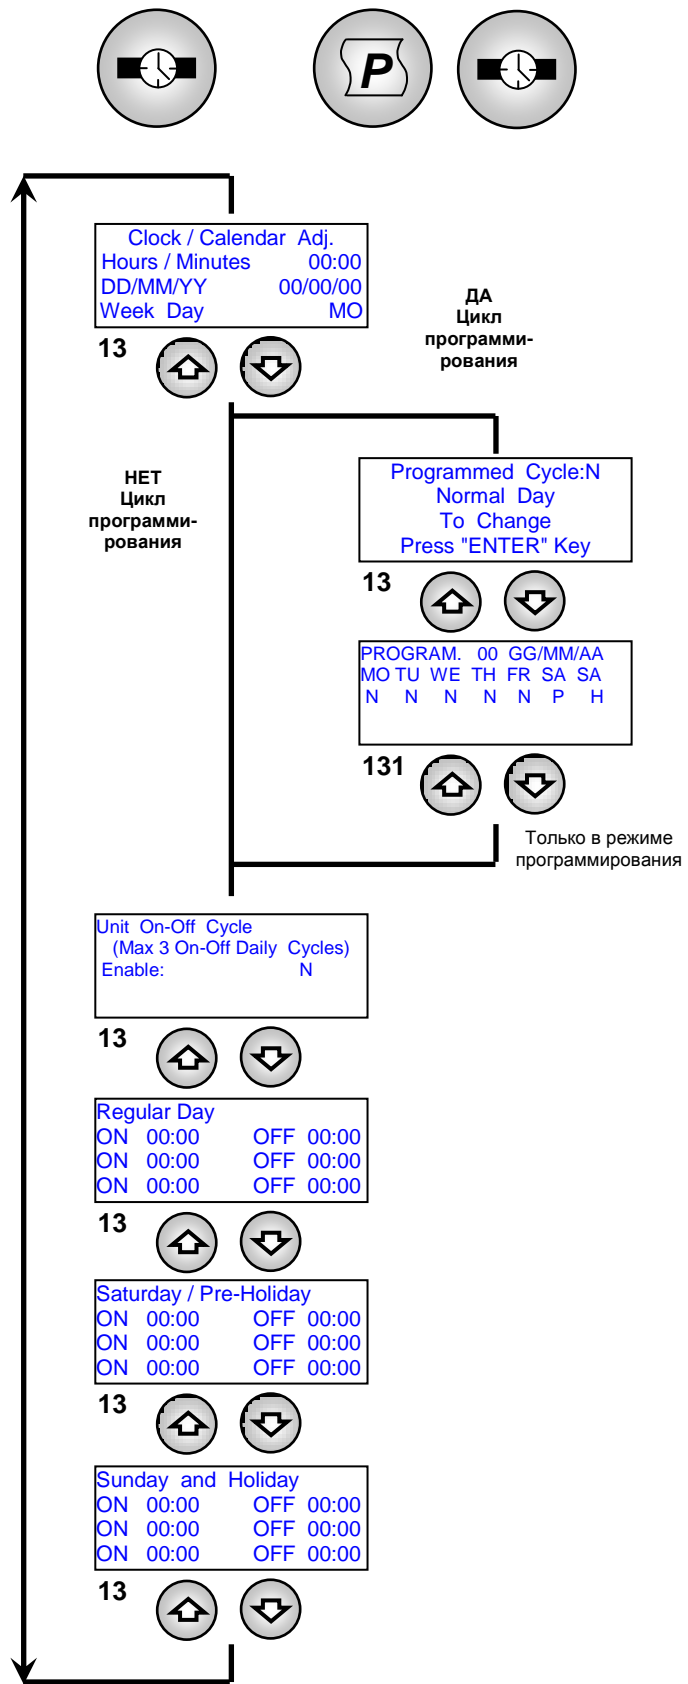 P
Clock / Calendar Adj.
Hours / Minutes 00:00
DD/MM/YY 00/00/00
Week Day MO
13
ДА
Цикл
программи-
рования
НЕТ
Цикл
программи-
рования
Programmed Cycle:N
Normal Day
To Change
Press "ENTER" Key
13
PROGRAM. 00 GG/MM/AA
MO TU WE TH FR SA SA
N N N N N P H
131
Только в режиме
программирования
Unit On-Off Cycle
(Max 3 On-Off Daily Cycles)
Enable: N
13
Regular Day
ON 00:00 OFF 00:00
ON 00:00 OFF 00:00
ON 00:00 OFF 00:00
13
Saturday / Pre-Holiday
ON 00:00 OFF 00:00
ON 00:00 OFF 00:00
ON 00:00 OFF 00:00
13
Sunday and Holiday
ON 00:00 OFF 00:00
ON 00:00 OFF 00:00
ON 00:00 OFF 00:00
13